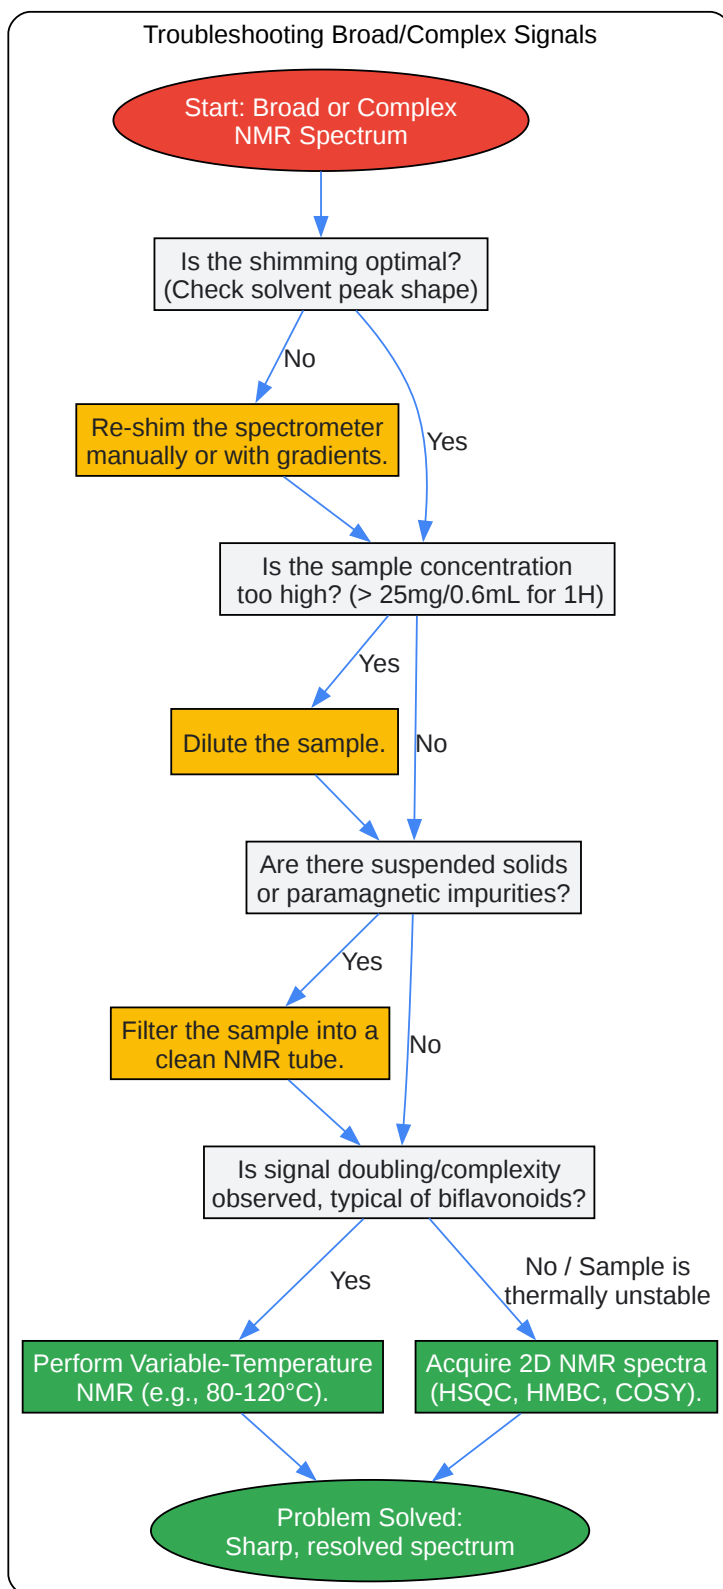 Troubleshooting Broad/Complex Signals
Start: Broad or Complex
NMR Spectrum
Is the shimming optimal?
(Check solvent peak shape)
No
Re-shim the spectrometer
manually or with gradients.
Yes
Is the sample concentration
too high? (> 25mg/0.6mL for 1H)
Yes
Dilute the sample.
No
Are there suspended solids
or paramagnetic impurities?
Yes
Filter the sample into a
clean NMR tube.
No
Is signal doubling/complexity
observed, typical of biflavonoids?
Yes
No / Sample is
thermally unstable
Perform Variable-Temperature
NMR (e.g., 80-120°C).
Acquire 2D NMR spectra
(HSQC, HMBC, COSY).
Problem Solved:
Sharp, resolved spectrum